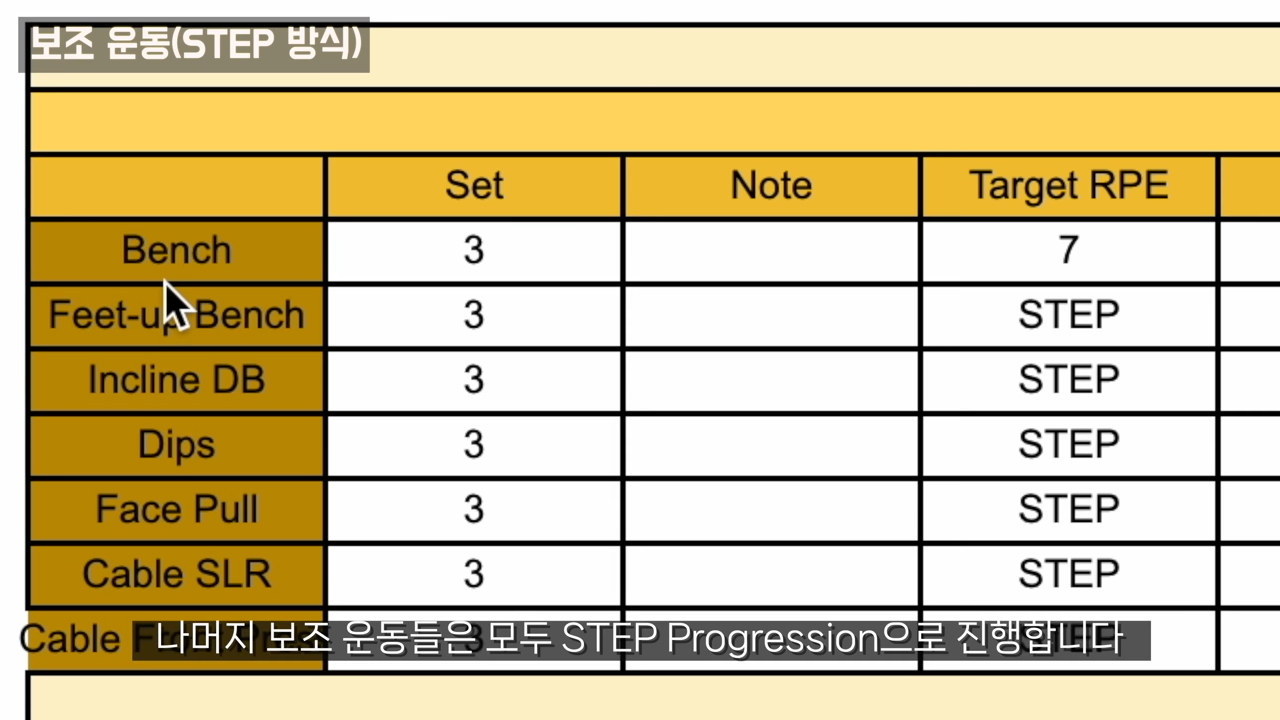 보조 운동(STEP 방식)
Set Note Target RPE
Bench 3 7
Feet-up Bench 3 STEP
Incline DB 3 STEP
Dips 3 STEP
Face Pull 3 STEP
Cable SLR 3 STEP
Cable 3 STEP
나머지 보조 운동들은 모두 STEP Progression으로 진행합니다